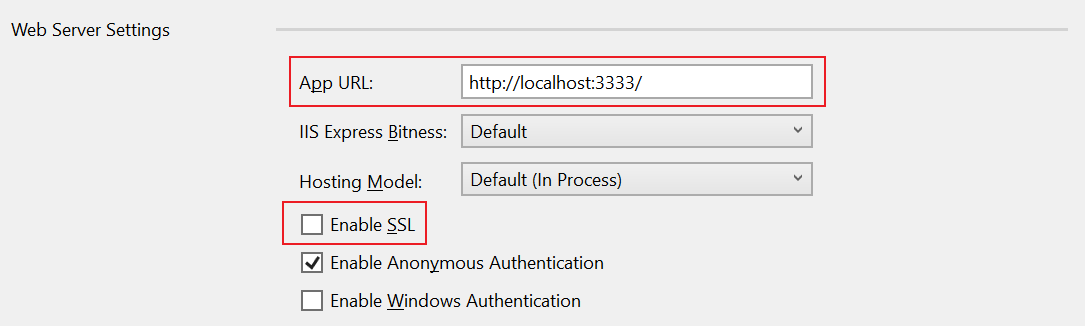 Web Server Settings
App URL: http://localhost:3333/
IIS Express Bitness: Default
Hosting Model: Default (In Process)
Enable SSL
Enable Anonymous Authentication
Enable Windows Authentication